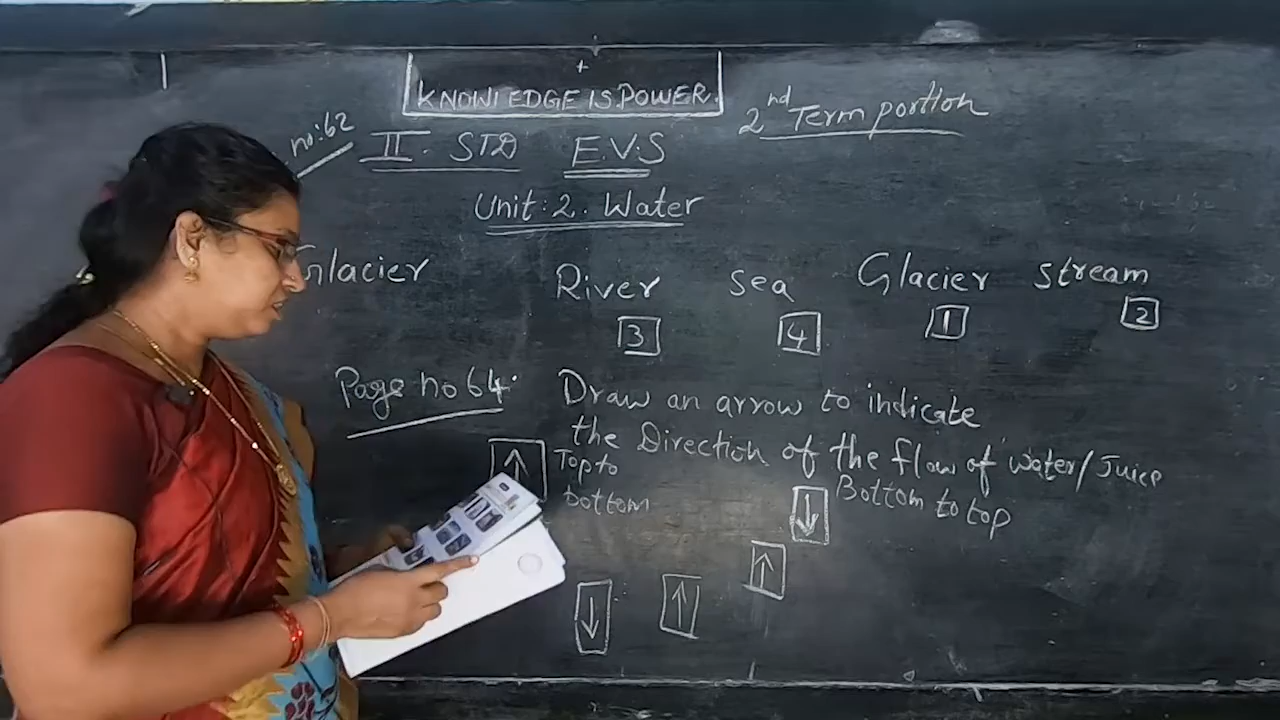 KNOWLEDGE IS POWER.
2nd Term portion
no:62
II. STD E.V.S
Unit:2. Water
Glacier River Sea Glacier stream
3 4 1 2
Page no 64. Draw an arrow to indicate
the Direction of the flow of water/Juice
↑ Top to bottom
↓ Bottom to top
↓ ↑ ↑